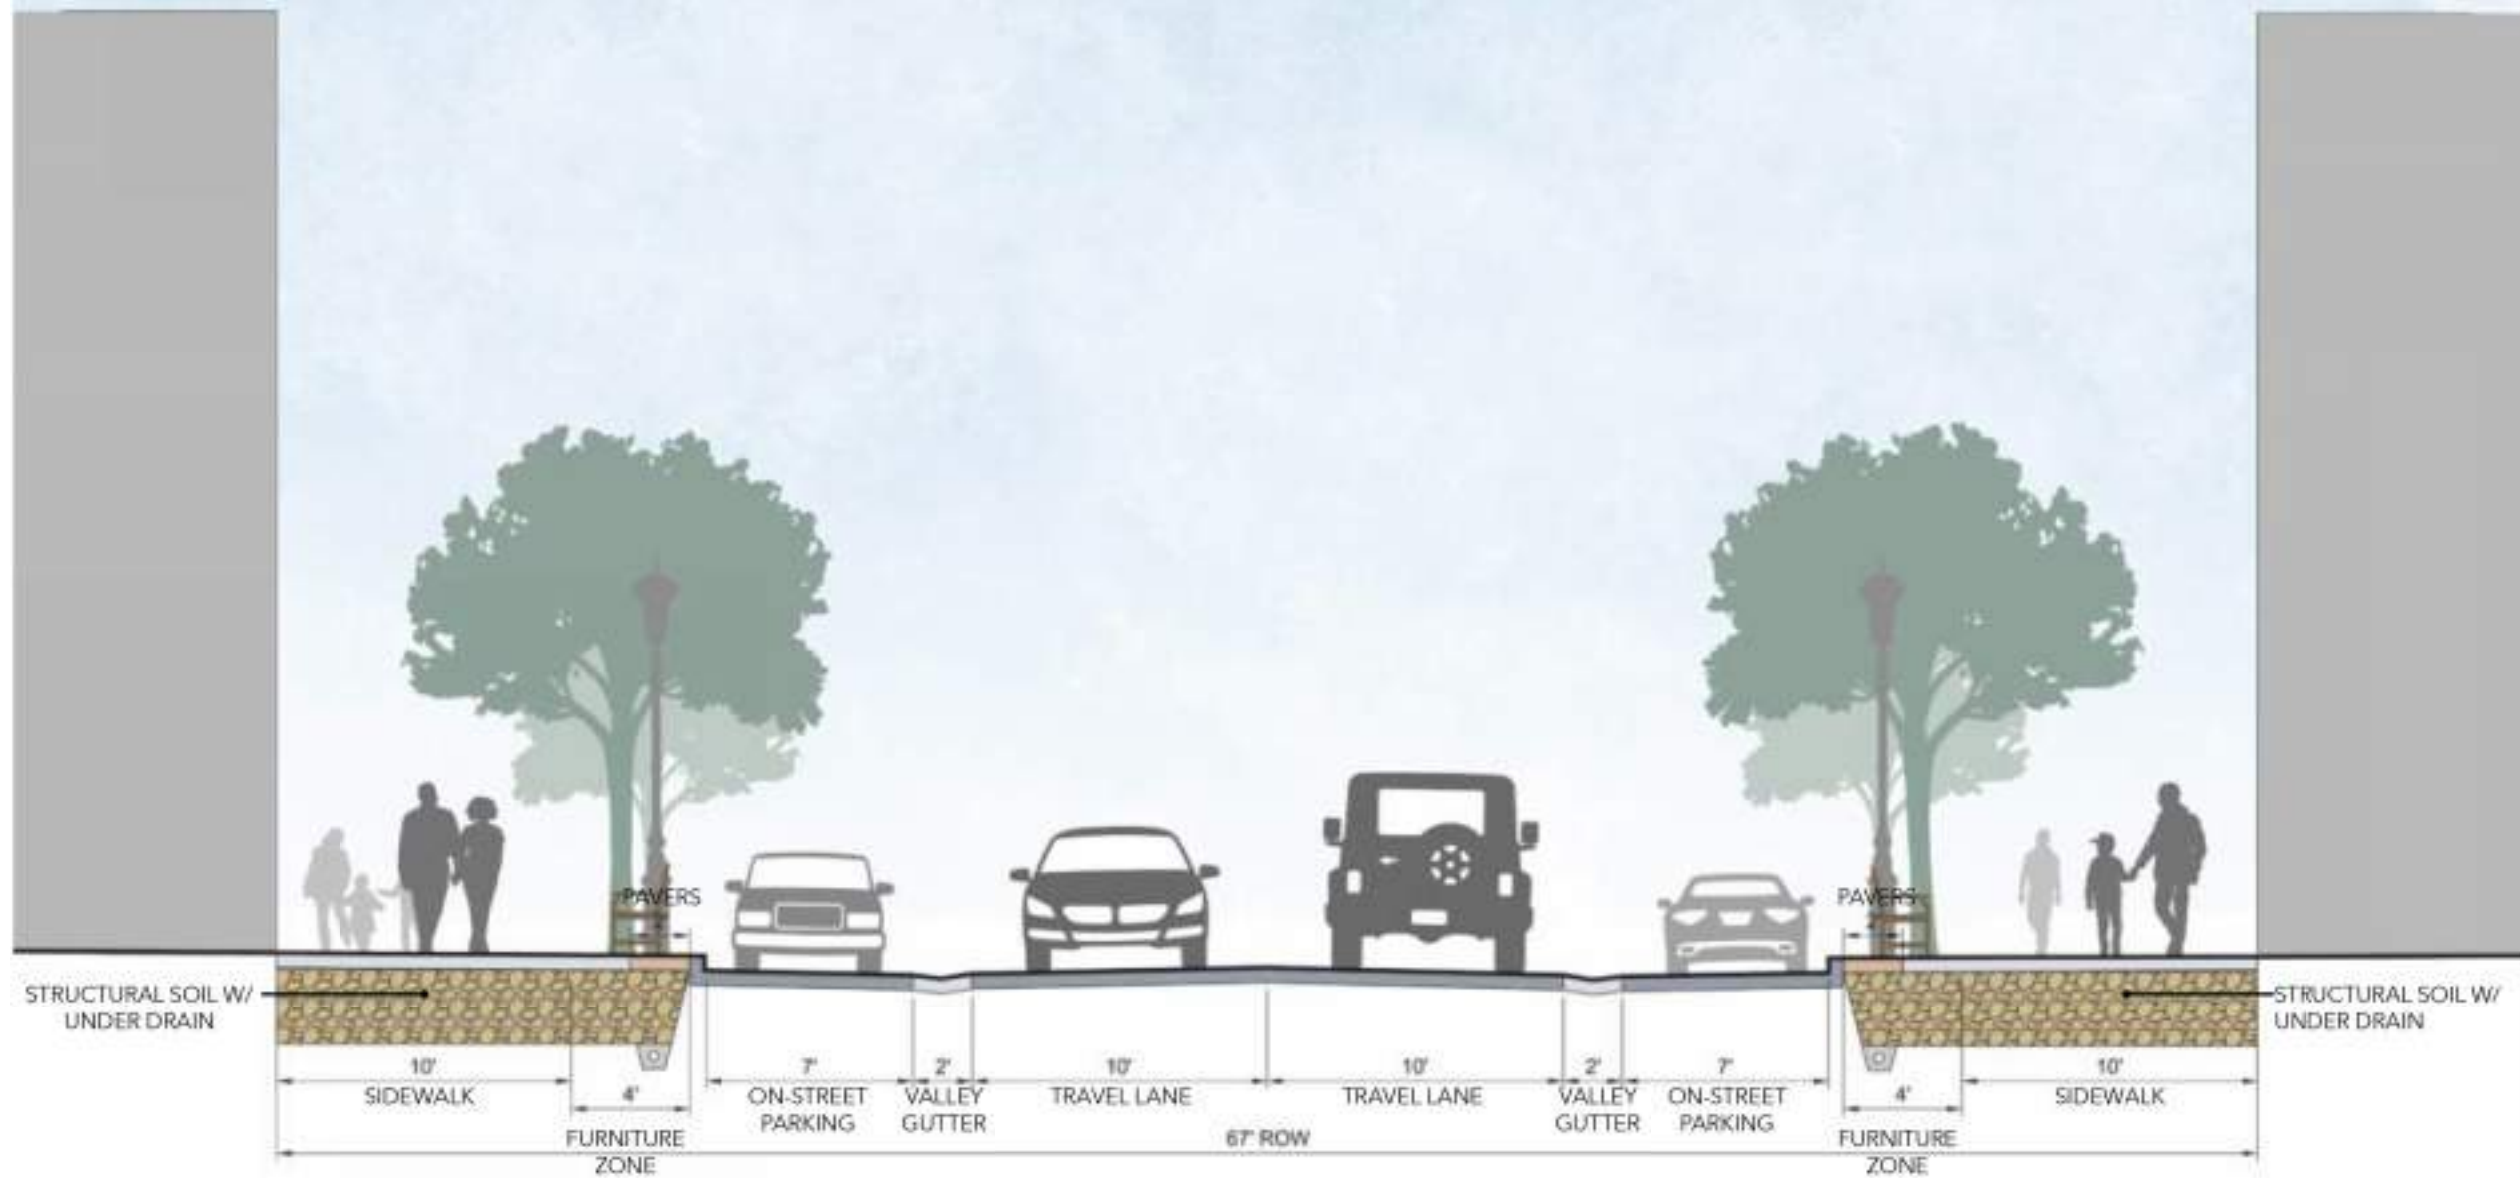 PAVERS
PAVERS
STRUCTURAL SOIL W/
UNDER DRAIN
STRUCTURAL SOIL W/
UNDER DRAIN
10'
SIDEWALK
4'
FURNITURE
ZONE
7'
ON-STREET
PARKING
2'
VALLEY
GUTTER
10'
TRAVEL LANE
10'
TRAVEL LANE
2'
VALLEY
GUTTER
7'
ON-STREET
PARKING
4'
FURNITURE
ZONE
10'
SIDEWALK
67' ROW